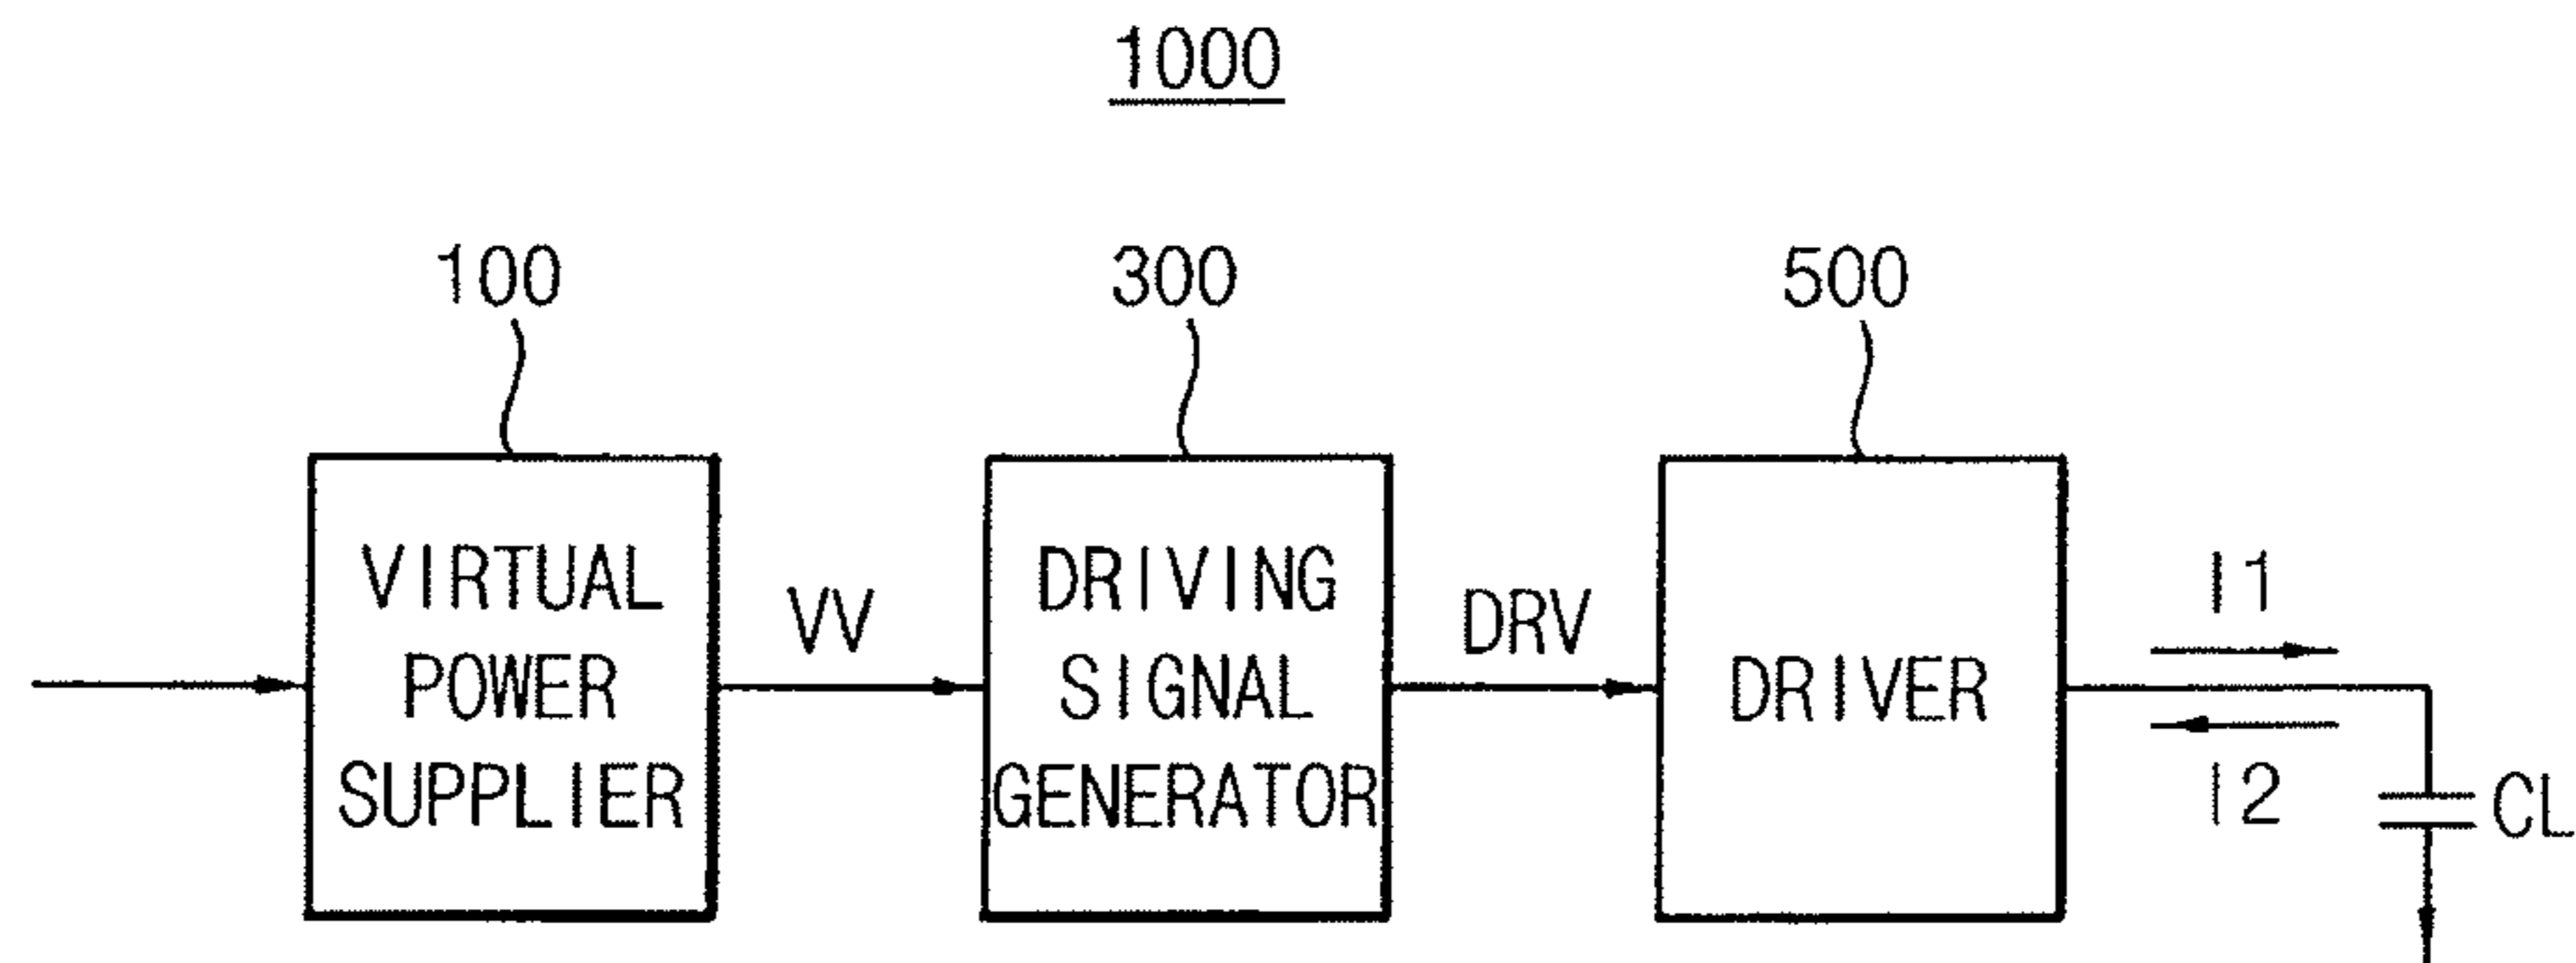 1000
100
300
500
VIRTUAL
POWER
SUPPLIER
VV
DRIVING
SIGNAL
GENERATOR
DRV
DRIVER
I1
I2
CL